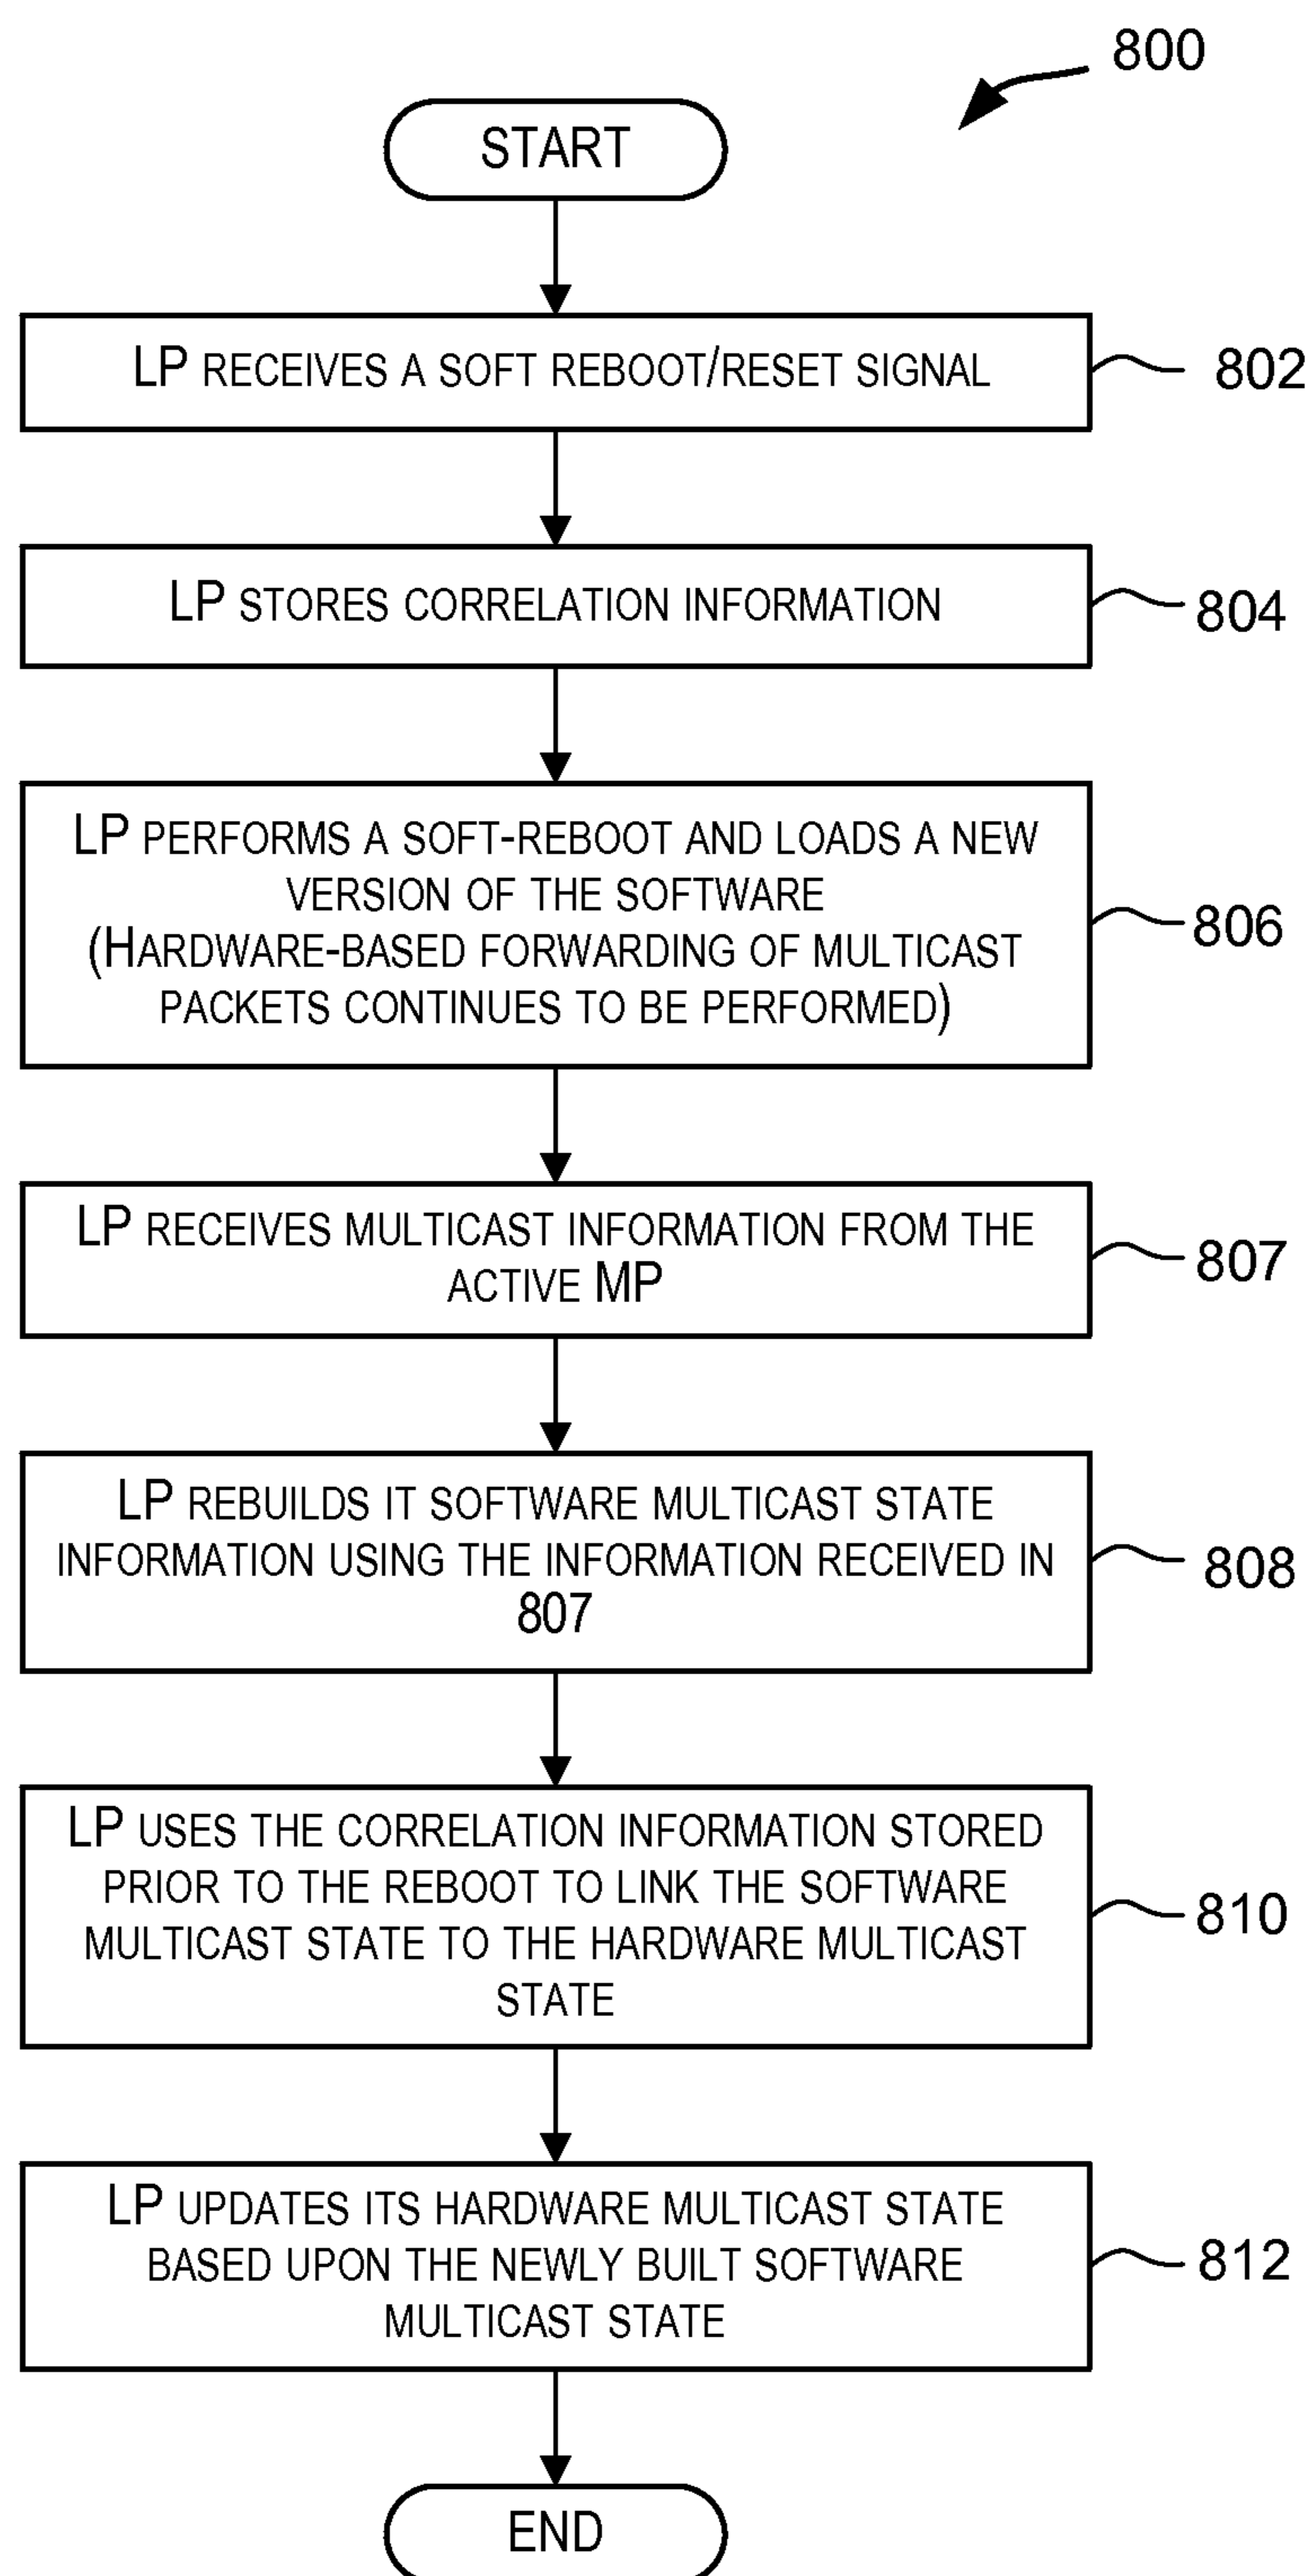 800
START
LP RECEIVES A SOFT REBOOT/RESET SIGNAL
802
LP STORES CORRELATION INFORMATION
804
LP PERFORMS A SOFT-REBOOT AND LOADS A NEW
VERSION OF THE SOFTWARE
(HARDWARE-BASED FORWARDING OF MULTICAST
PACKETS CONTINUES TO BE PERFORMED)
806
LP RECEIVES MULTICAST INFORMATION FROM THE
ACTIVE MP
807
LP REBUILDS IT SOFTWARE MULTICAST STATE
INFORMATION USING THE INFORMATION RECEIVED IN
807
808
LP USES THE CORRELATION INFORMATION STORED
PRIOR TO THE REBOOT TO LINK THE SOFTWARE
MULTICAST STATE TO THE HARDWARE MULTICAST
STATE
810
LP UPDATES ITS HARDWARE MULTICAST STATE
BASED UPON THE NEWLY BUILT SOFTWARE
MULTICAST STATE
812
END